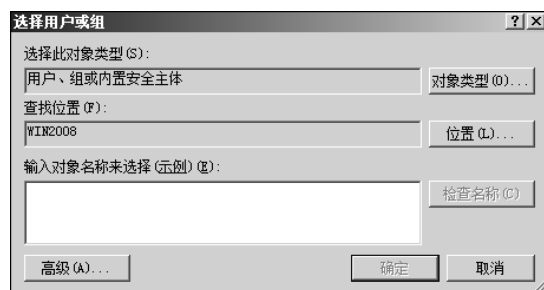 选择用户或组
选择此对象类型(S):
用户、组或内置安全主体
对象类型(O)...
查找位置(F):
WIN2008
位置(L)...
输入对象名称来选择(示例)(E):
检查名称(C)
高级(A)...
确定
取消